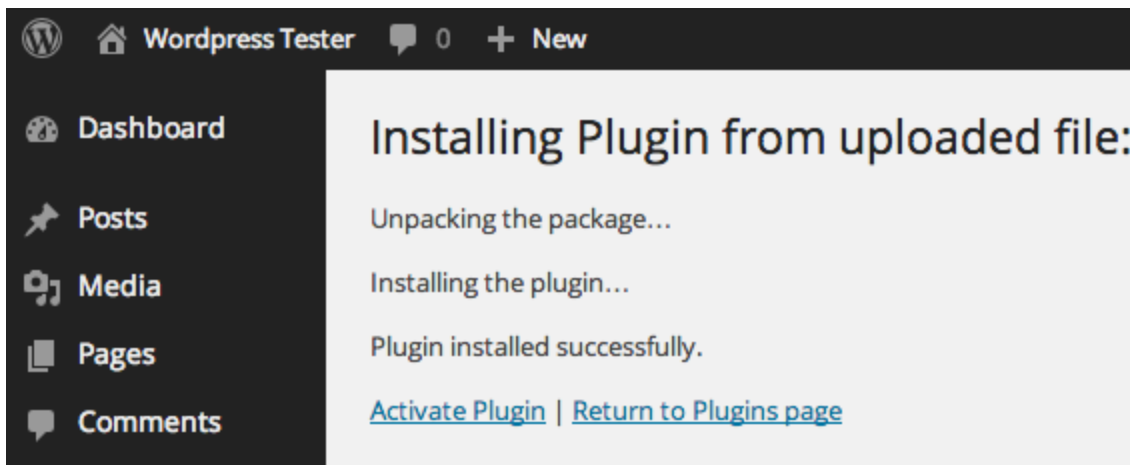 Wordpress Tester 0 + New
Dashboard
Installing Plugin from uploaded file:
Posts
Unpacking the package...
Media
Installing the plugin...
Pages
Plugin installed successfully.
Comments
Activate Plugin | Return to Plugins page